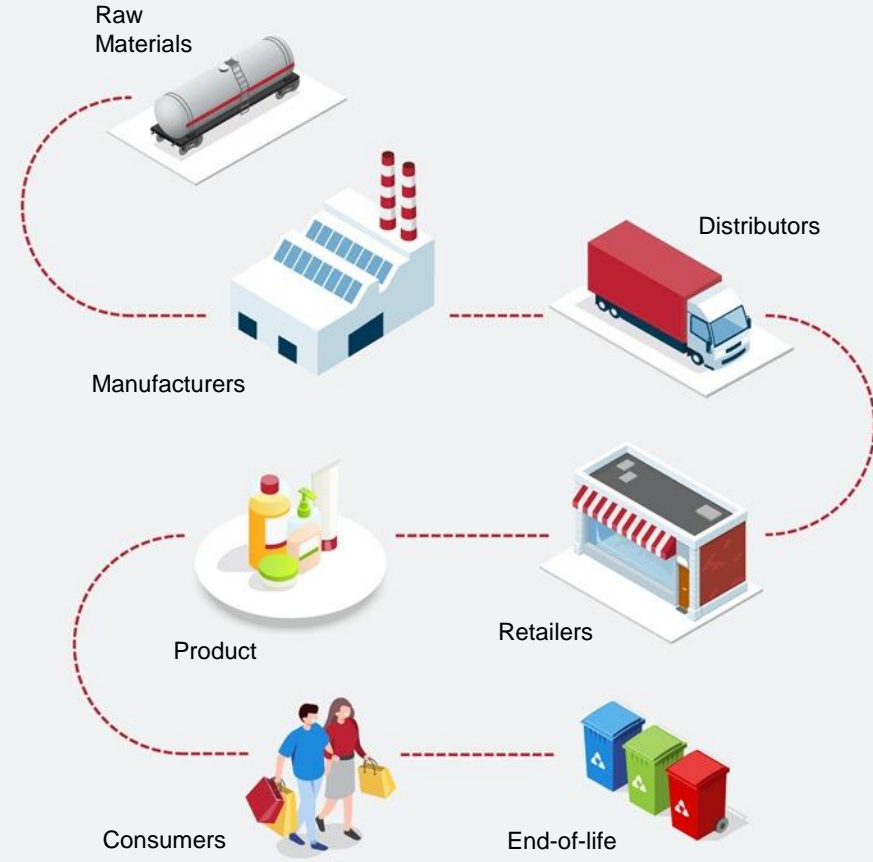 Raw
Materials
Distributors
Manufacturers
Retailers
Product
Consumers
End-of-life